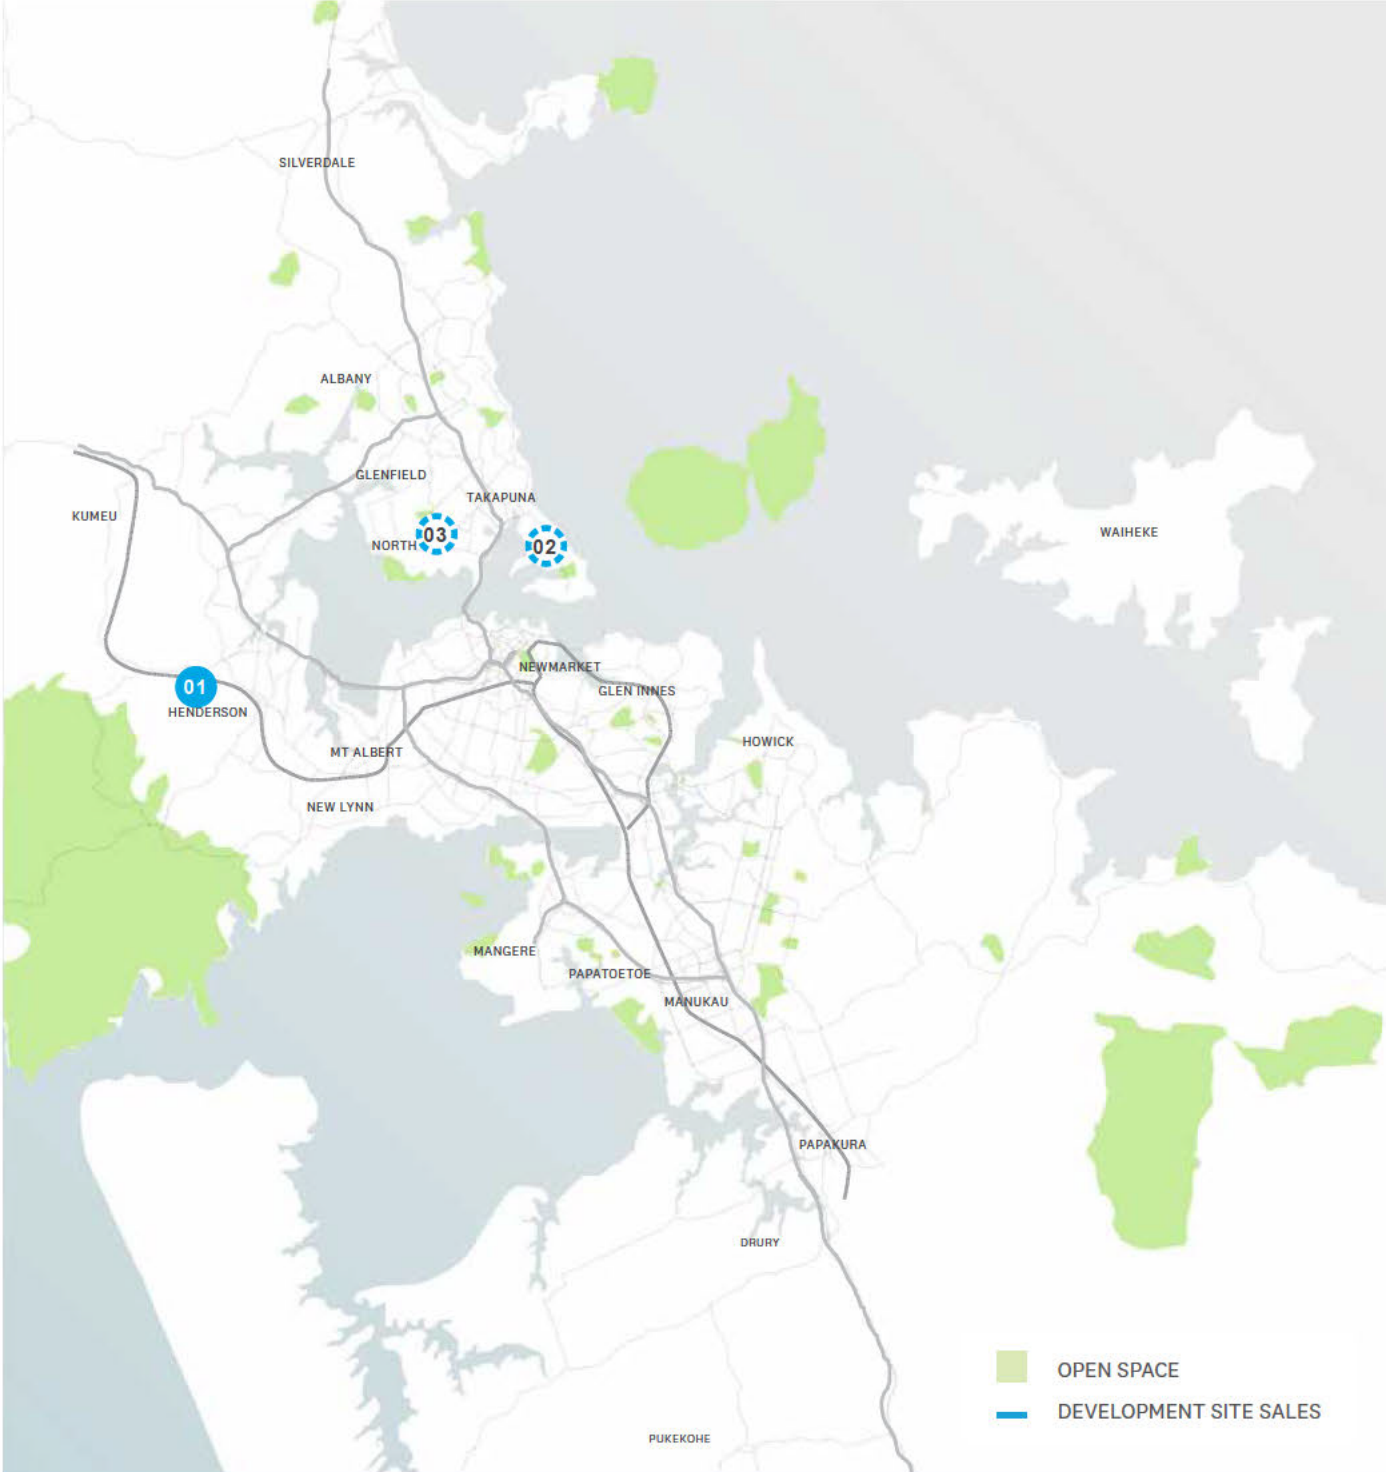 SILVERDALE
ALBANY
GLENFIELD
TAKAPUNA
KUMEU
WAIHEKE
03
NORTH
02
NEWMARKET
01
GLEN INNES
HENDERSON
HOWICK
MT ALBERT
NEW LYNN
MANGERE
PAPATOETOE
MANUKAU
PAPAKURA
DRURY
OPEN SPACE
DEVELOPMENT SITE SALES
PUKEKOHE